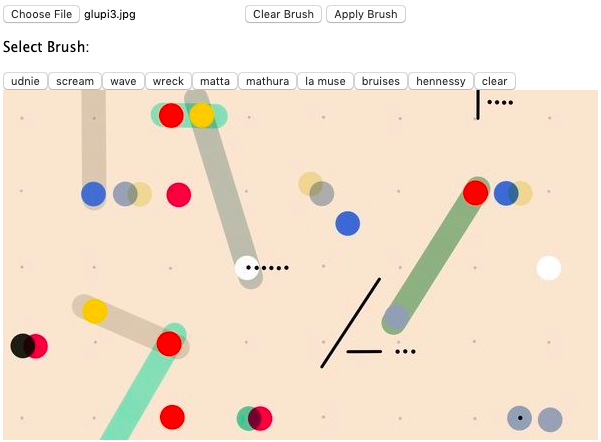 Choose File glupi3.jpg Clear Brush Apply Brush
Select Brush:
udnie scream wave wreck matta mathura la muse bruises hennessy clear